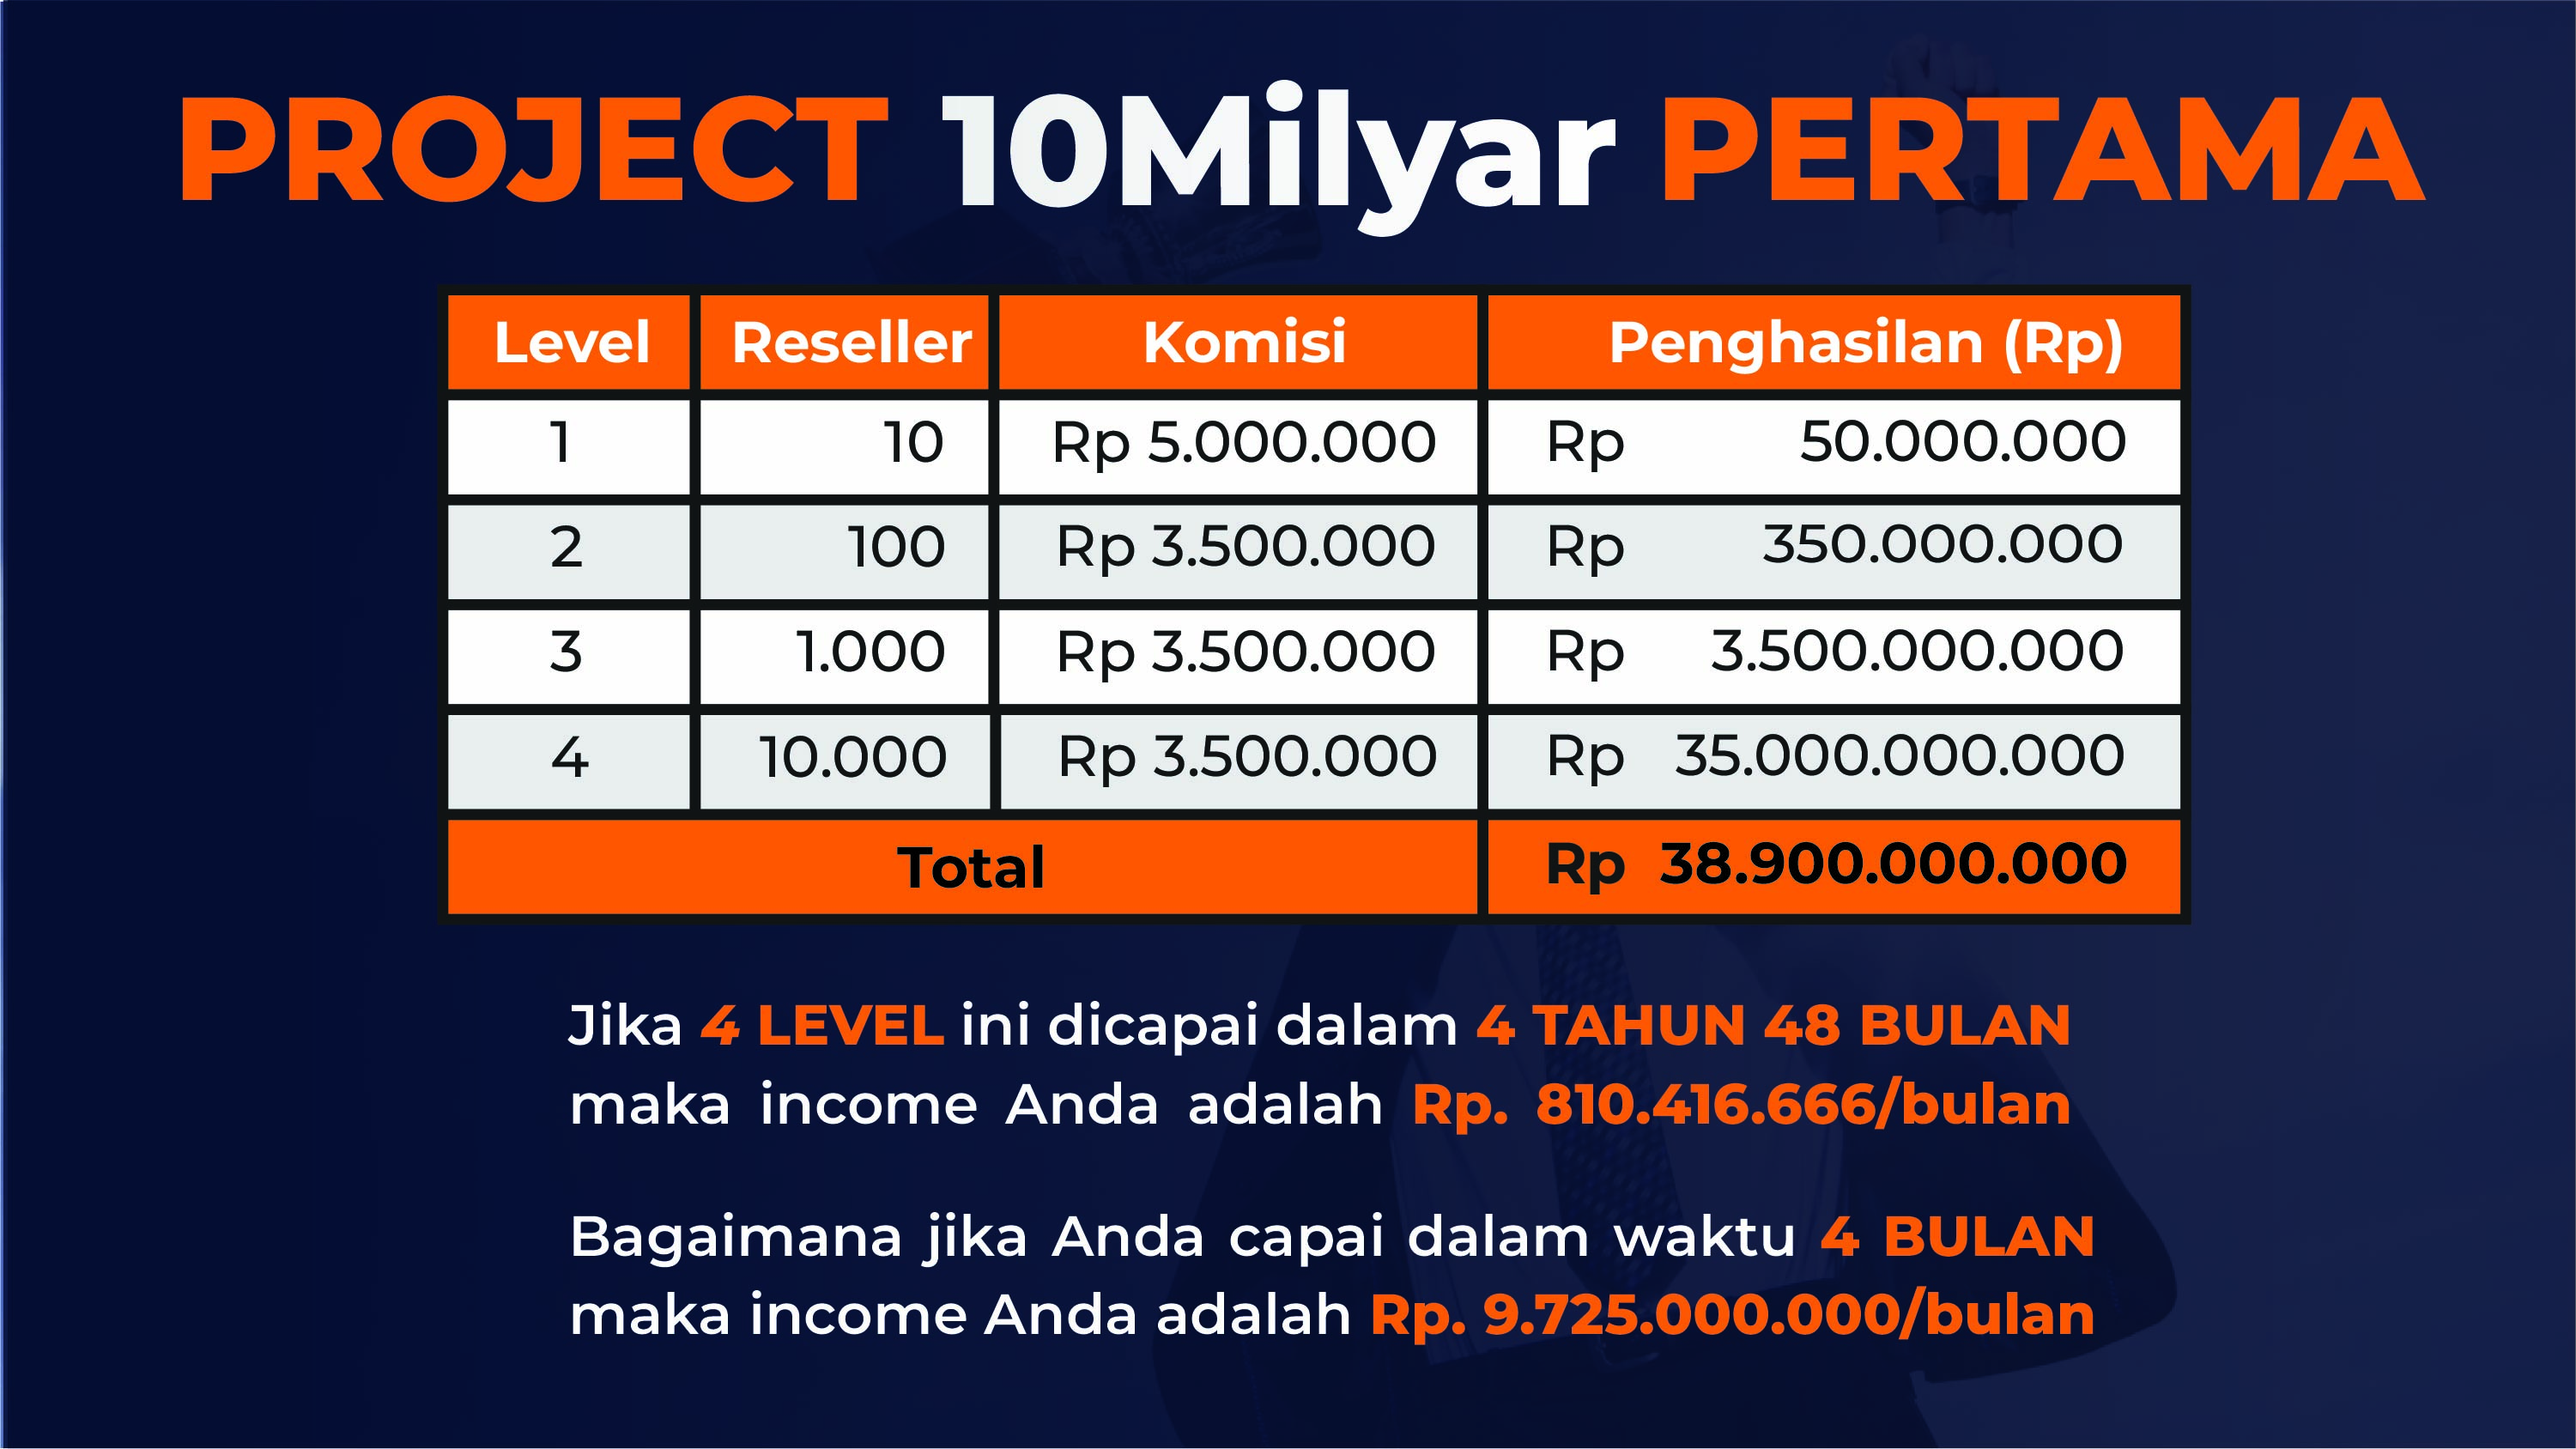 PROJECT 10Milyar PERTAMA
Level Reseller Komisi Penghasilan (Rp)
1 10 Rp 5.000.000 Rp 50.000.000
2 100 Rp 3.500.000 Rp 350.000.000
3 1.000 Rp 3.500.000 Rp 3.500.000.000
4 10.000 Rp 3.500.000 Rp 35.000.000.000
Total Rp 38.900.000.000
Jika 4 LEVEL ini dicapai dalam 4 TAHUN 48 BULAN
maka income Anda adalah Rp. 810.416.666/bulan
Bagaimana jika Anda capai dalam waktu 4 BULAN
maka income Anda adalah Rp. 9.725.000.000/bulan